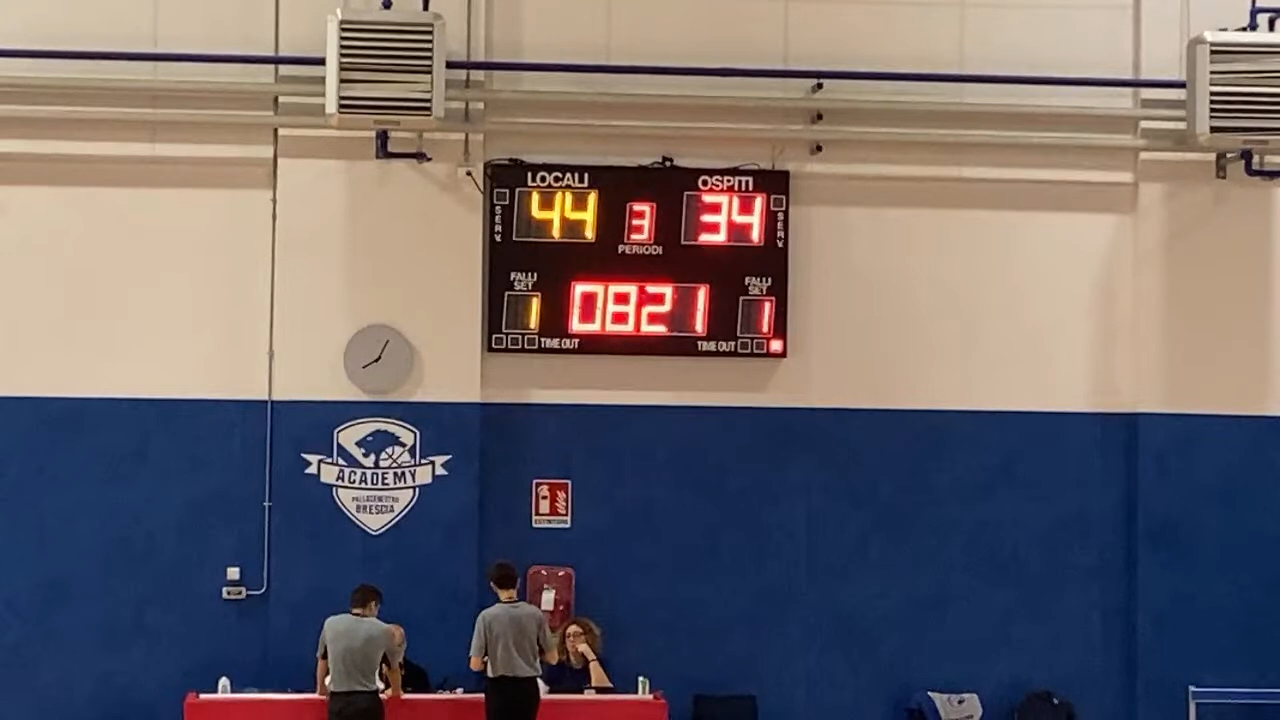 LOCALI
OSPITI
44
3
34
SERV.
SERV.
PERIODI
FALLI
SET
FALLI
SET
1
0821
1
TIME OUT
TIME OUT
ACADEMY
PALLACANESTRO
BRESCIA